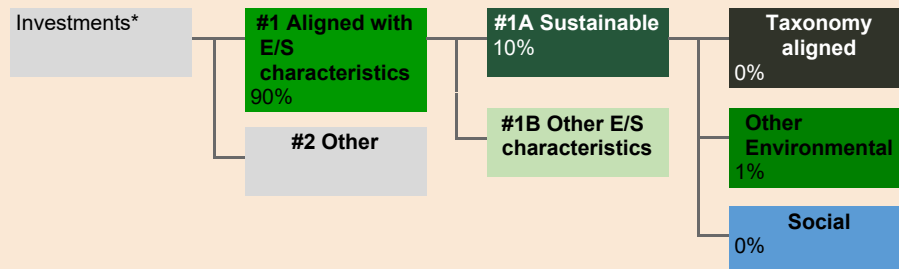 Investments*
#1 Aligned with
E/S
characteristics
90%
#2 Other
#1A Sustainable
10%
#1B Other E/S
characteristics
Taxonomy
aligned
0%
Other
Environmental
1%
Social
0%